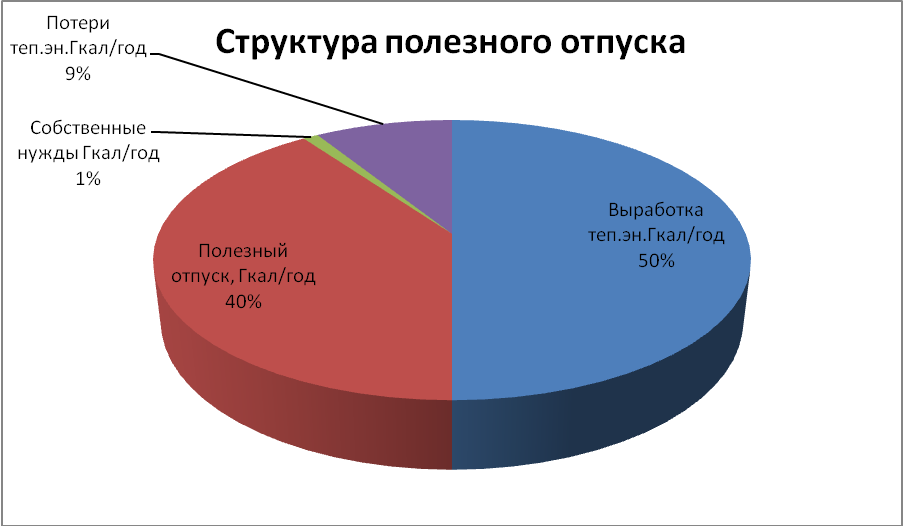 Структура полезного отпуска
Потери
теп.эн.Гкал/год
9%
Собственные
нужды Гкал/год
1%
Полезный
отпуск, Гкал/год
40%
Выработка
теп.эн.Гкал/год
50%